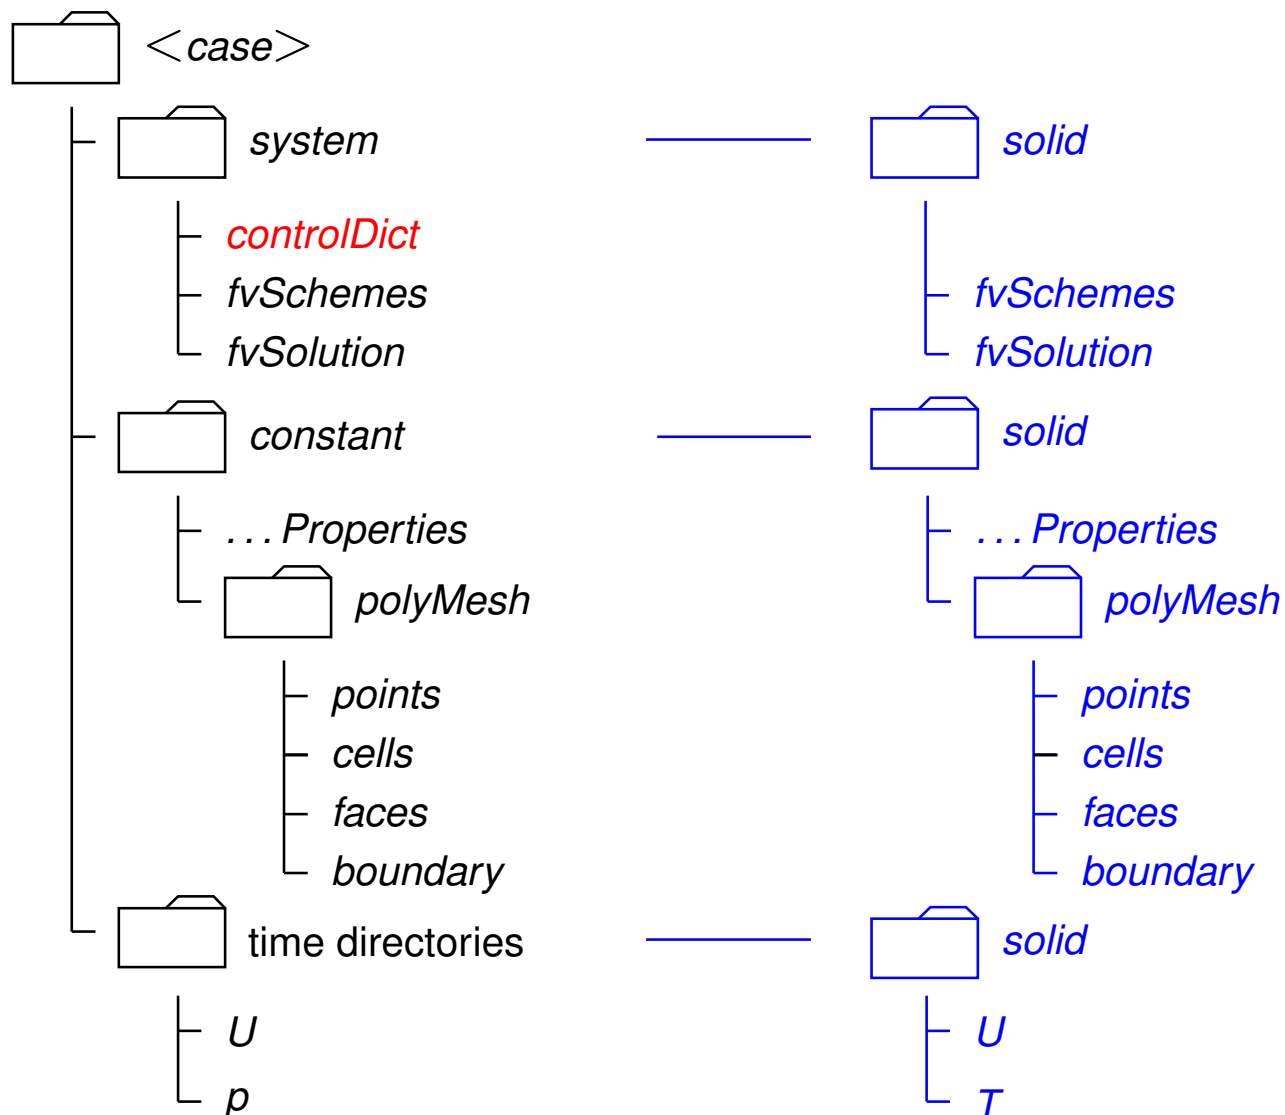 <case>
system solid
controlDict
fvSchemes fvSchemes
fvSolution fvSolution
constant solid
...Properties ...Properties
polyMesh polyMesh
points points
cells cells
faces faces
boundary boundary
time directories solid
U U
p T